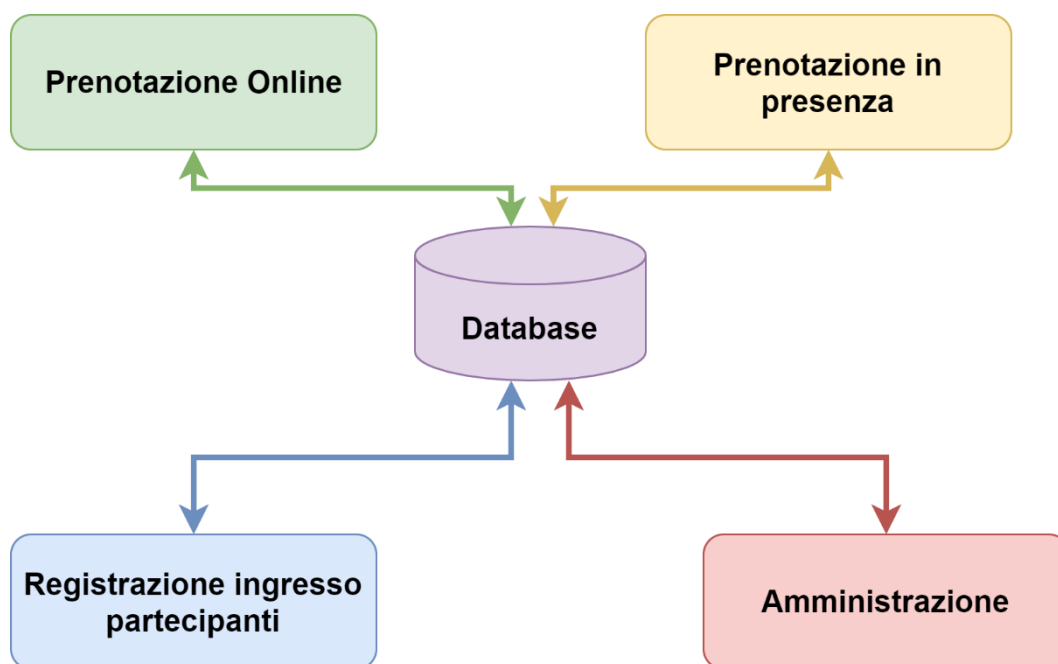 Prenotazione Online
Prenotazione in
presenza
Database
Registrazione ingresso
partecipanti
Amministrazione